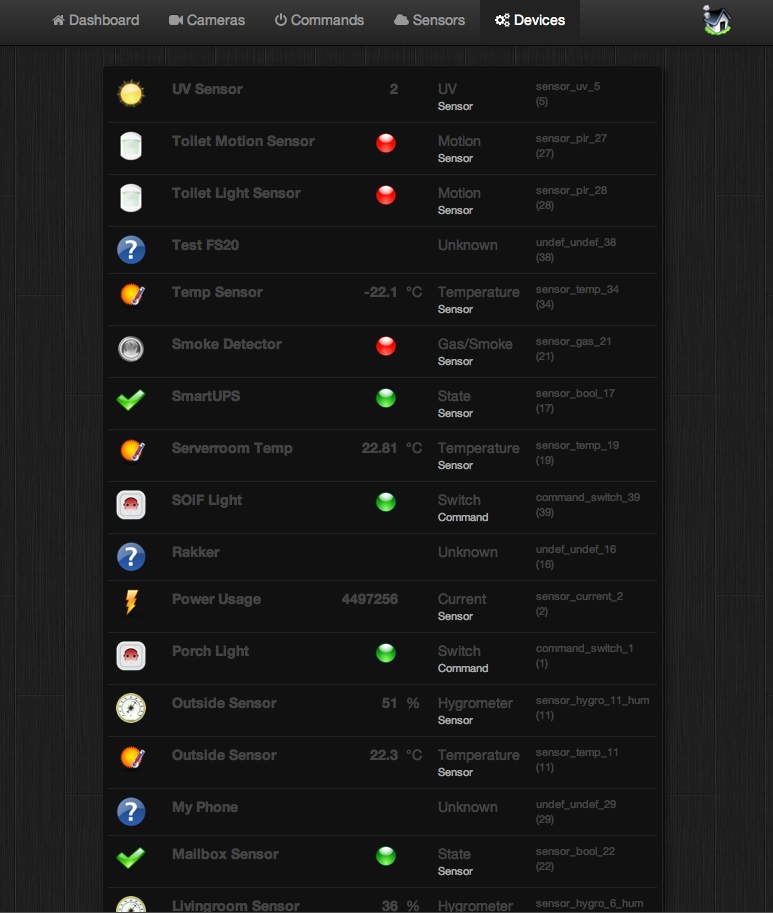 Dashboard Cameras Commands Sensors Devices
UV Sensor 2 UV sensor_uv_5
Sensor (5)
Toilet Motion Sensor Motion sensor_pir_27
Sensor (27)
Toilet Light Sensor Motion sensor_pir_28
Sensor (28)
Test FS20 Unknown undef_undef_38
(38)
Temp Sensor -22.1 °C Temperature sensor_temp_34
Sensor (34)
Smoke Detector Gas/Smoke sensor_gas_21
Sensor (21)
SmartUPS State sensor_bool_17
Sensor (17)
Serverroom Temp 22.81 °C Temperature sensor_temp_19
Sensor (19)
SOIF Light Switch command_switch_39
Command (39)
Rakker Unknown undef_undef_16
(16)
Power Usage 4497256 Current sensor_current_2
Sensor (2)
Porch Light Switch command_switch_1
Command (1)
Outside Sensor 51 % Hygrometer sensor_hygro_11_hum
Sensor (11)
Outside Sensor 22.3 °C Temperature sensor_temp_11
Sensor (11)
My Phone Unknown undef_undef_29
(29)
Mailbox Sensor State sensor_bool_22
Sensor (22)
Livingroom Sensor 36 % Hygrometer sensor_hygro_6_hum